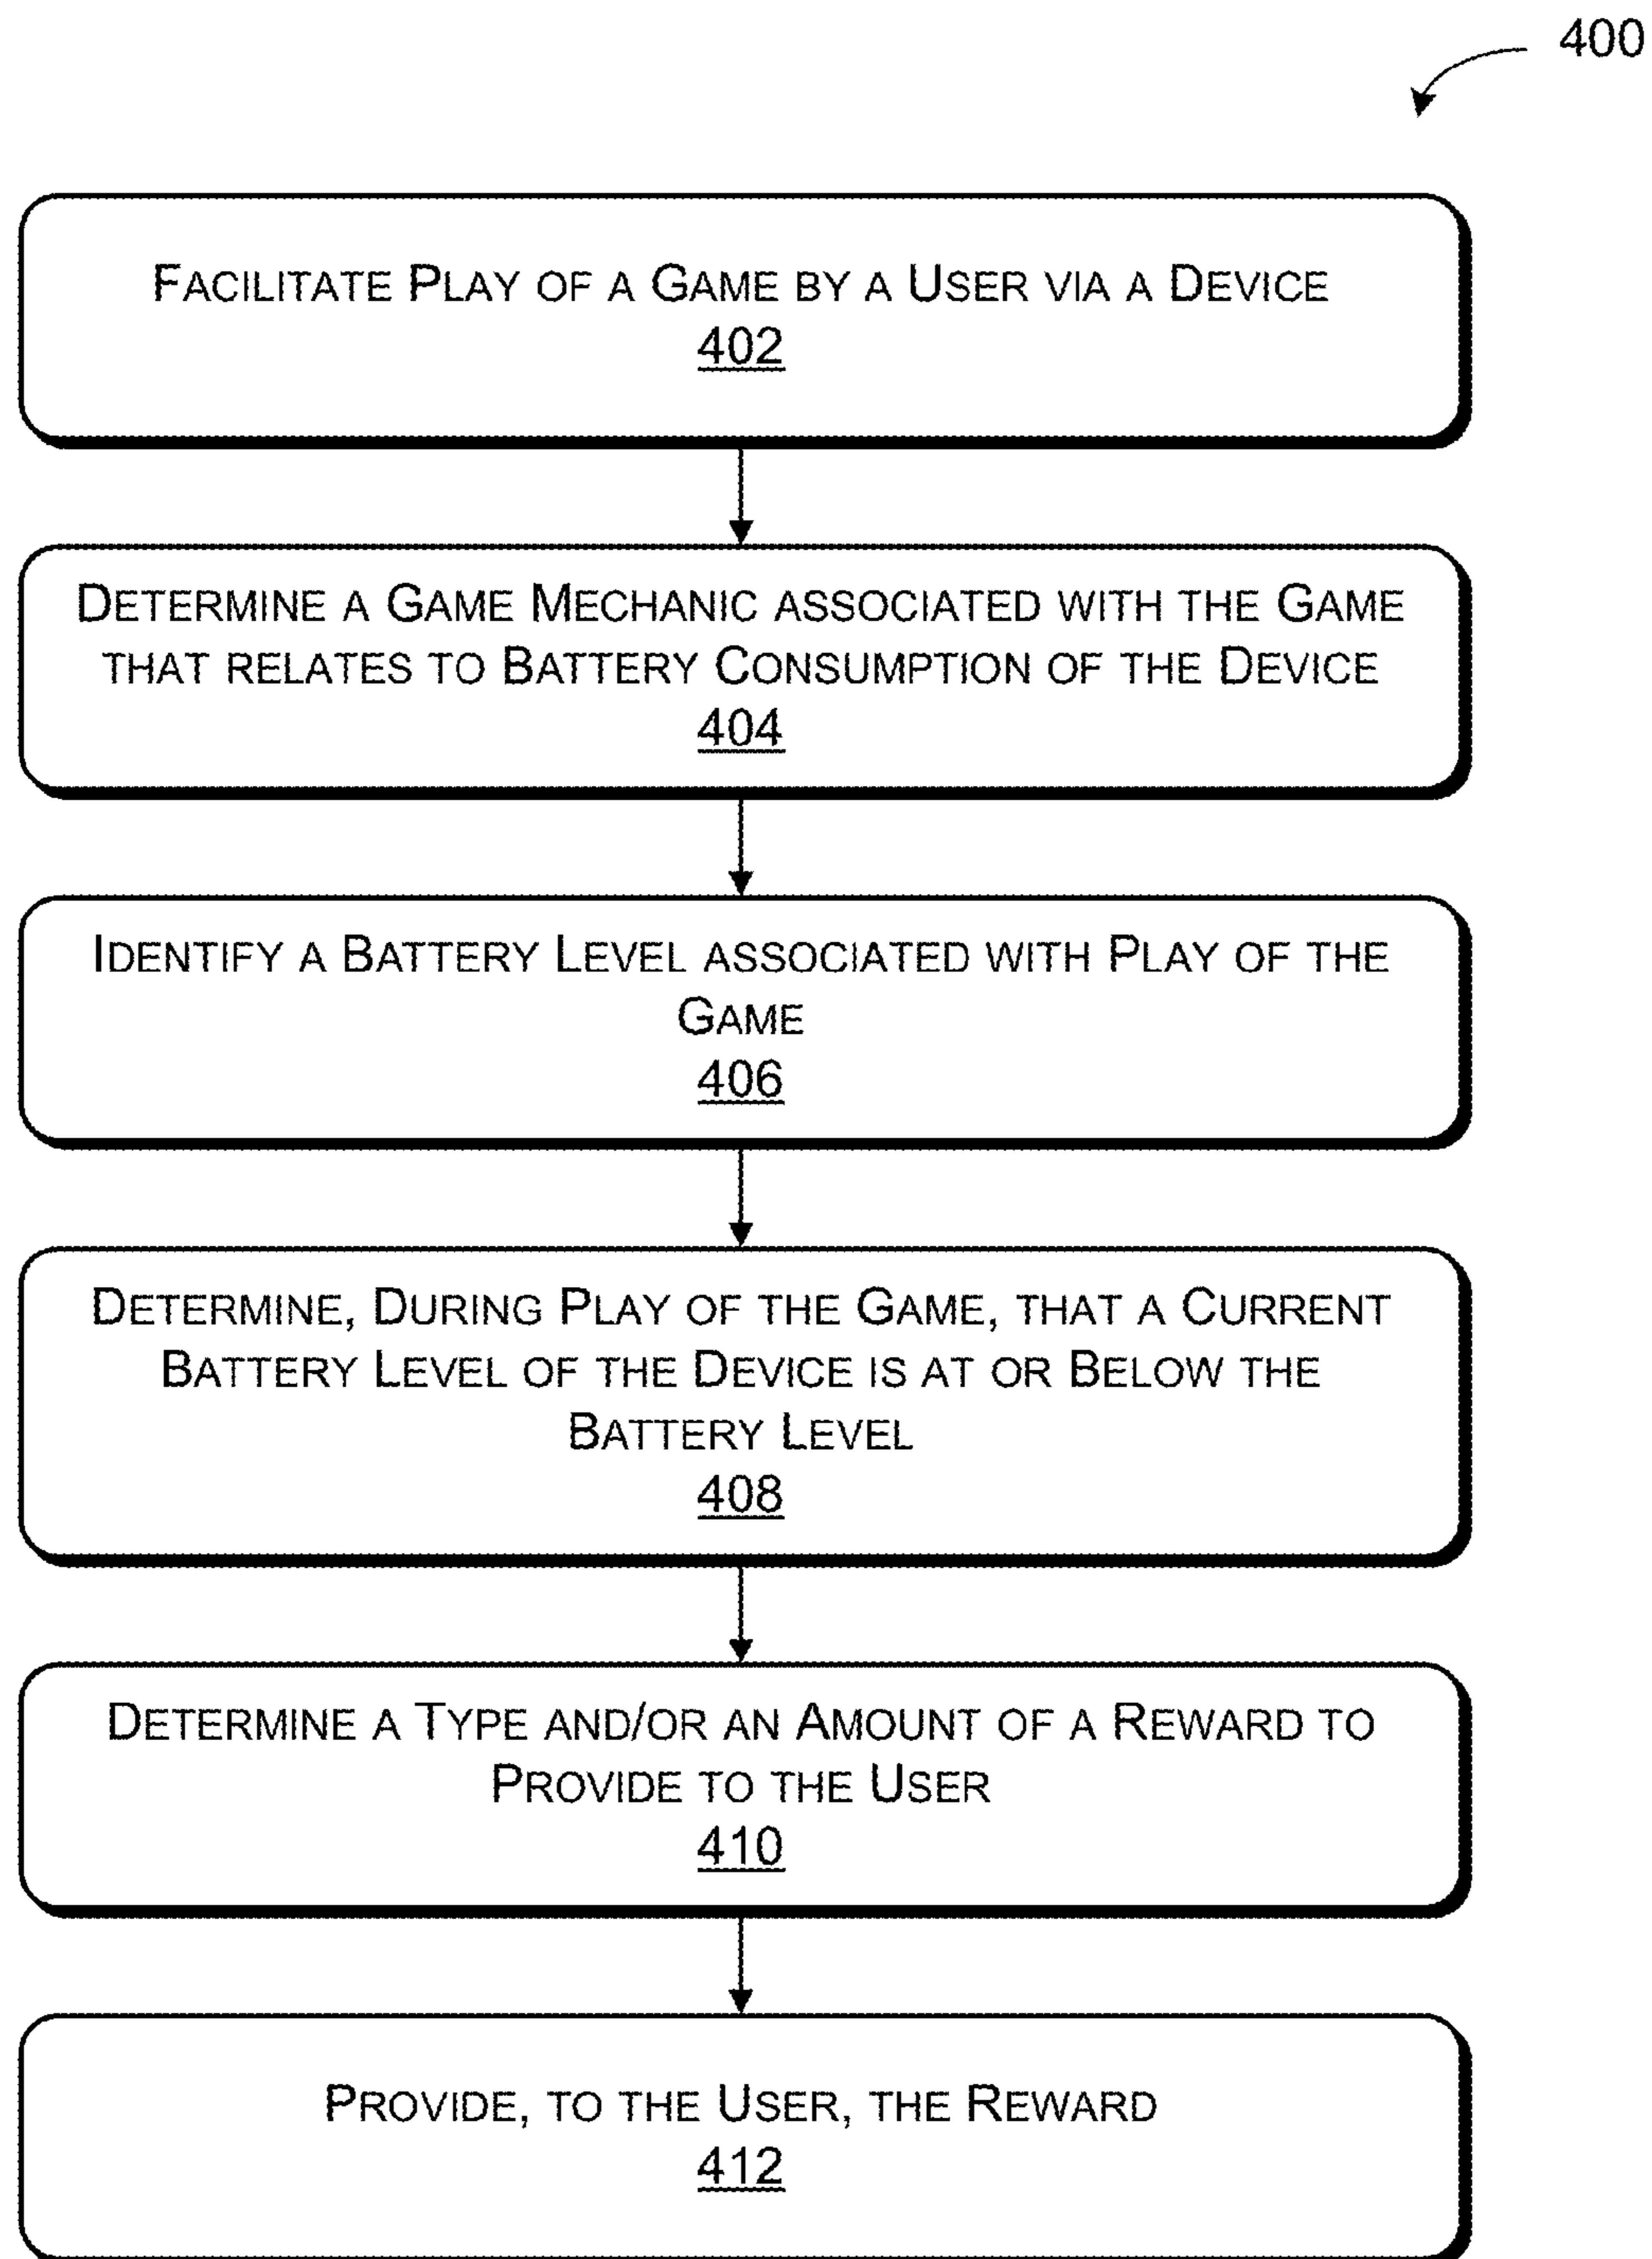 400
FACILITATE PLAY OF A GAME BY A USER VIA A DEVICE
402
DETERMINE A GAME MECHANIC ASSOCIATED WITH THE GAME
THAT RELATES TO BATTERY CONSUMPTION OF THE DEVICE
404
IDENTIFY A BATTERY LEVEL ASSOCIATED WITH PLAY OF THE
GAME
406
DETERMINE, DURING PLAY OF THE GAME, THAT A CURRENT
BATTERY LEVEL OF THE DEVICE IS AT OR BELOW THE
BATTERY LEVEL
408
DETERMINE A TYPE AND/OR AN AMOUNT OF A REWARD TO
PROVIDE TO THE USER
410
PROVIDE, TO THE USER, THE REWARD
412